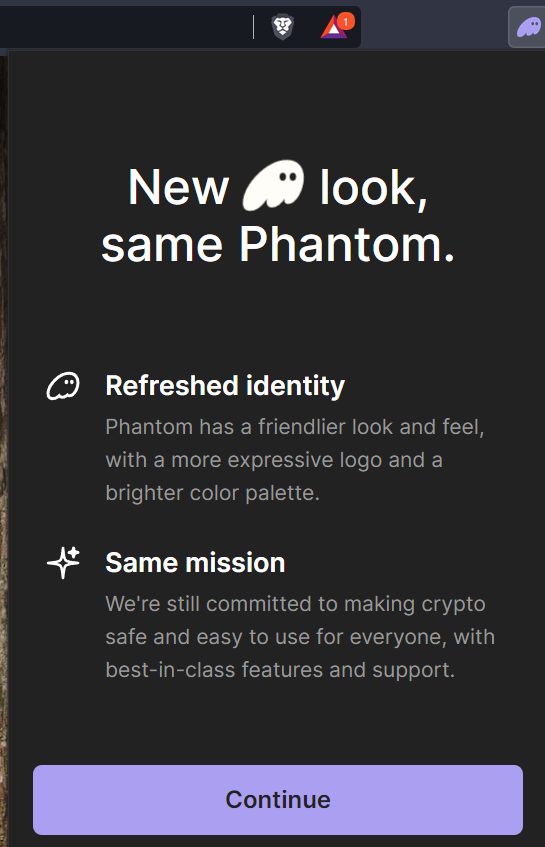 1
New look,
same Phantom.
Refreshed identity
Phantom has a friendlier look and feel,
with a more expressive logo and a
brighter color palette.
Same mission
We're still committed to making crypto
safe and easy to use for everyone, with
best-in-class features and support.
Continue